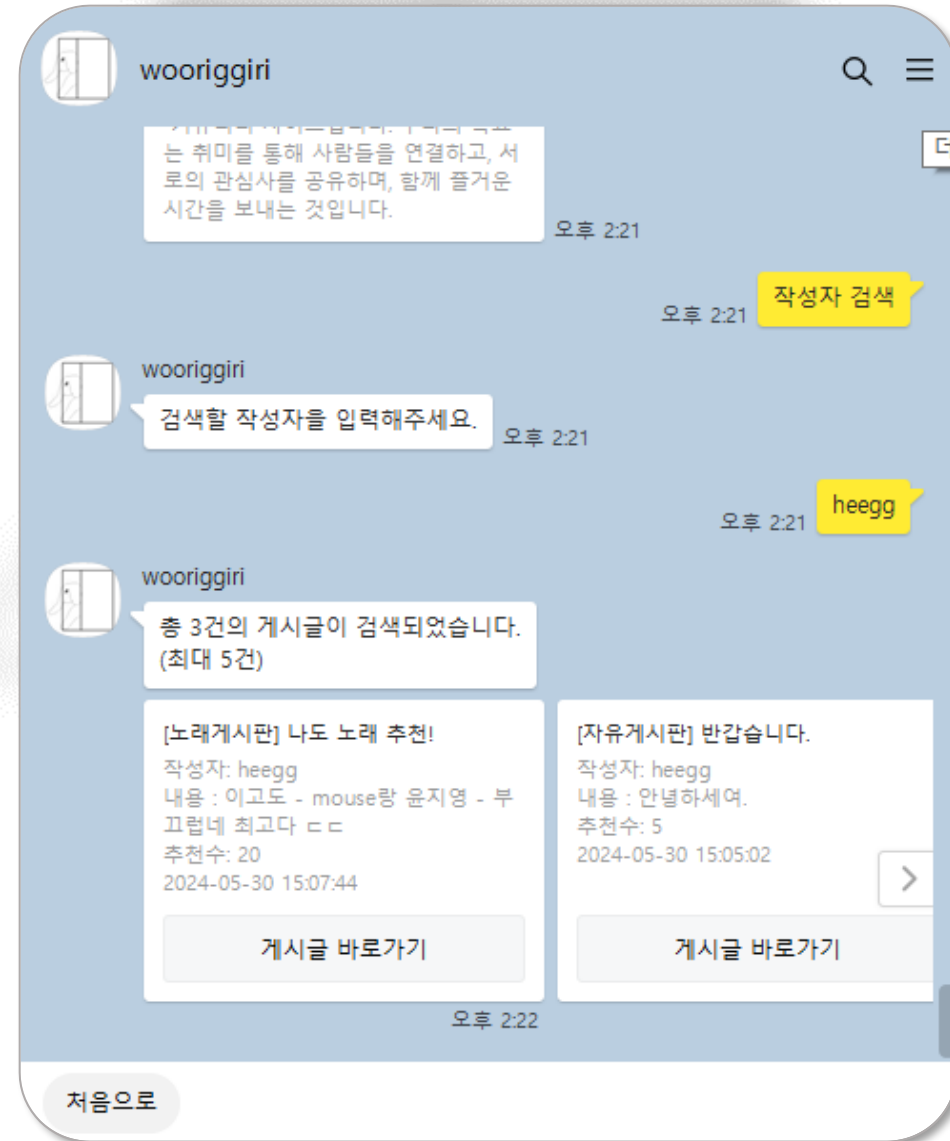 wooriggiri
는 취미를 통해 사람들을 연결하고, 서
로의 관심사를 공유하며, 함께 즐거운
시간을 보내는 것입니다.
오후 2:21
작성자 검색
오후 2:21
wooriggiri
검색할 작성자을 입력해주세요.
오후 2:21
heegg
오후 2:21
wooriggiri
총 3건의 게시글이 검색되었습니다.
(최대 5건)
[노래게시판] 나도 노래 추천!
작성자: heegg
내용 : 이고도 - mouse랑 윤지영 - 부
끄럽네 최고다 ㄷㄷ
추천수: 20
2024-05-30 15:07:44
게시글 바로가기
[자유게시판] 반갑습니다.
작성자: heegg
내용 : 안녕하세여.
추천수: 5
2024-05-30 15:05:02
게시글 바로가기
오후 2:22
처음으로